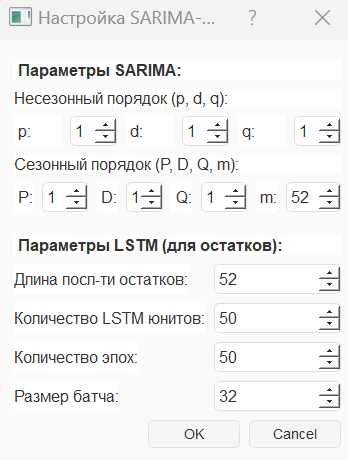 Настройка SARIMA-... ?
Параметры SARIMA:
Несезонный порядок (p, d, q):
p: 1 d: 1 q: 1
Сезонный порядок (P, D, Q, m):
P: 1 D: 1 Q: 1 m: 52
Параметры LSTM (для остатков):
Длина посл-ти остатков: 52
Количество LSTM юнитов: 50
Количество эпох: 50
Размер батча: 32
OK Cancel